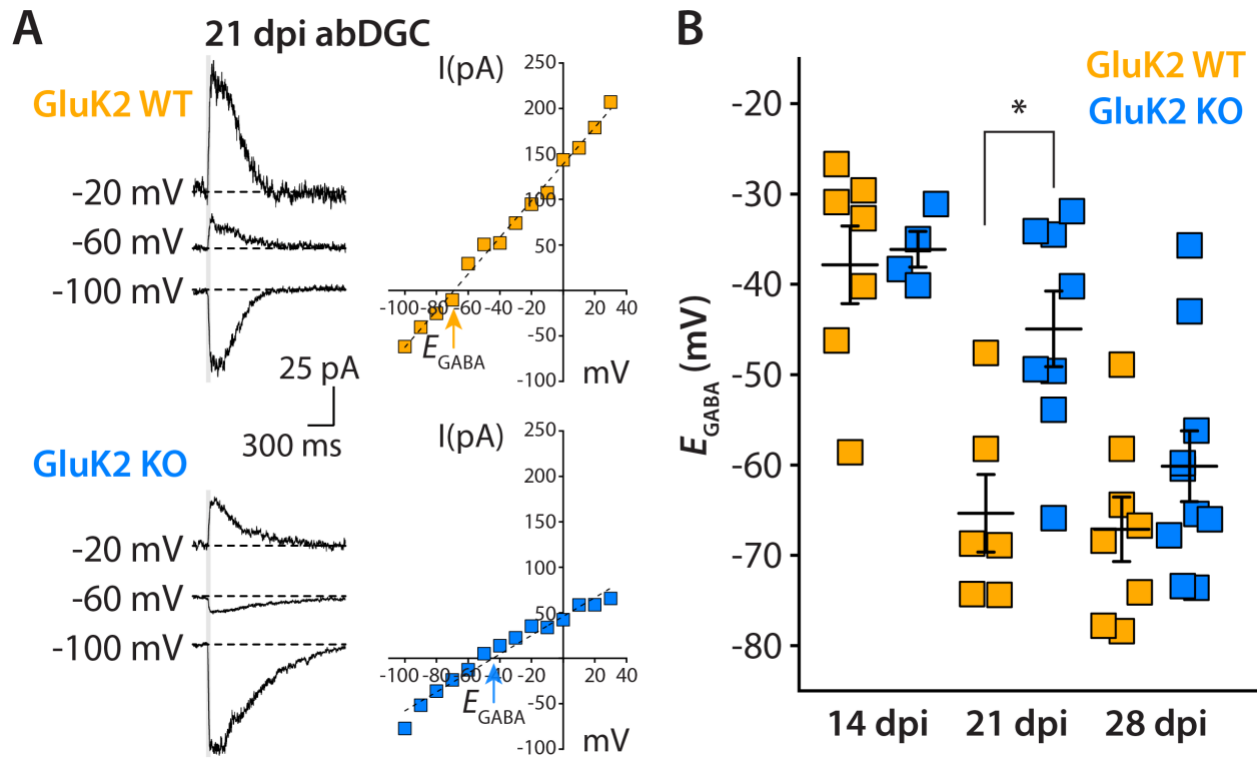 A
21 dpi abDGC
GluK2 WT
-20 mV
-60 mV
-100 mV
25 pA
300 ms
I(pA)
250
200
150
100
50
-50
-100
-100 -80 -60 -40 -20 20 40
mV
EGABA
GluK2 KO
-20 mV
-60 mV
-100 mV
I(pA)
250
200
150
100
50
-50
-100
-100 -80 -60 -40 -20 20 40
mV
EGABA
B
GluK2 WT
GluK2 KO
*
EGABA (mV)
-20
-30
-40
-50
-60
-70
-80
14 dpi 21 dpi 28 dpi